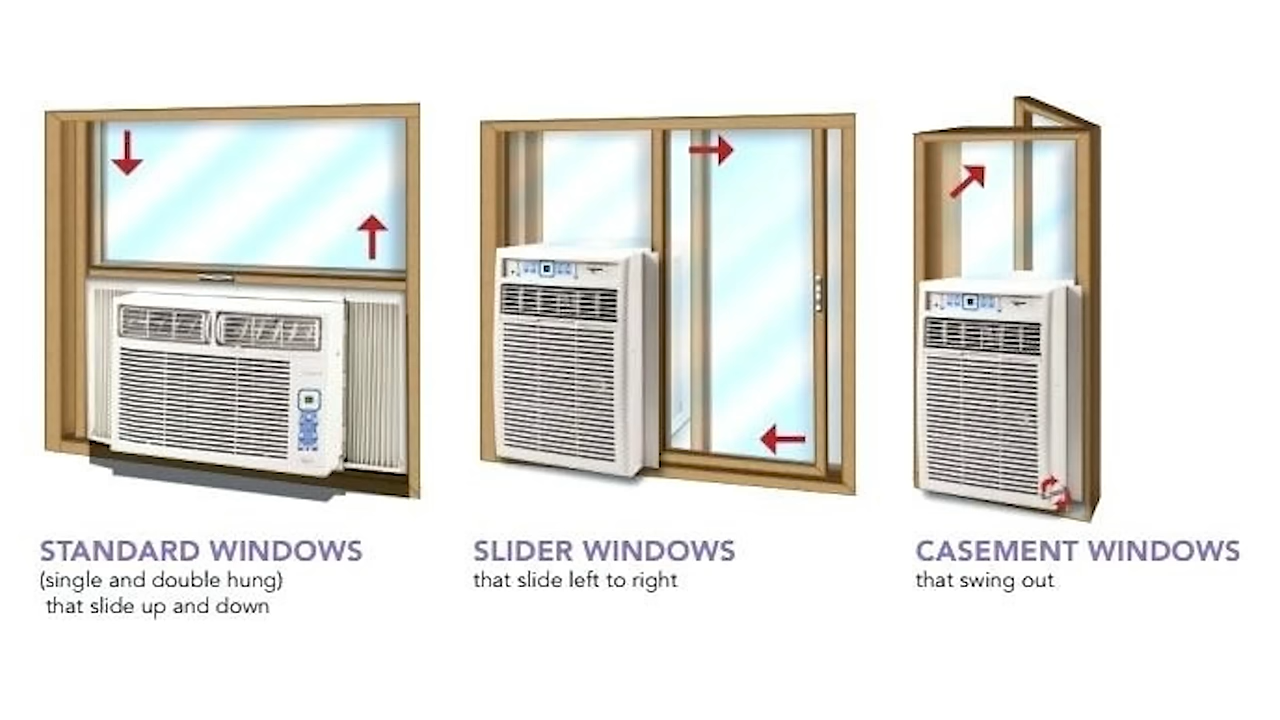 STANDARD WINDOWS
(single and double hung)
that slide up and down
SLIDER WINDOWS
that slide left to right
CASEMENT WINDOWS
that swing out